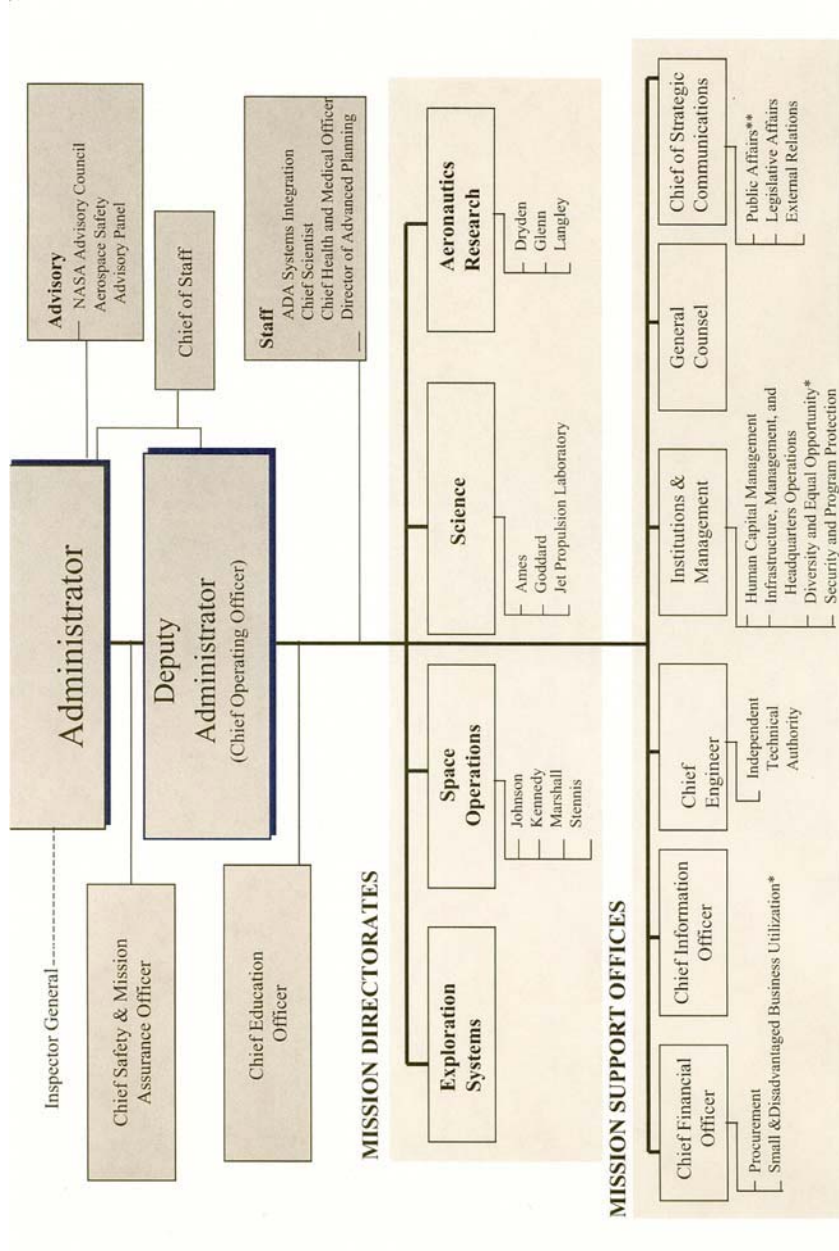 Administrator
Inspector General
Advisory
NASA Advisory Council
Aerospace Safety
Advisory Panel
Chief Safety & Mission
Assurance Officer
Chief of Staff
Deputy
Administrator
(Chief Operating Officer)
Chief Education
Officer
Staff
ADA Systems Integration
Chief Scientist
Chief Health and Medical Officer
Director of Advanced Planning
MISSION DIRECTORATES
Exploration
Systems
Space
Operations
Johnson
Kennedy
Marshall
Stennis
Science
Ames
Goddard
Jet Propulsion Laboratory
Aeronautics
Research
Dryden
Glenn
Langley
MISSION SUPPORT OFFICES
Chief Financial
Officer
Procurement
Small &Disadvantaged Business Utilization*
Chief Information
Officer
Chief
Engineer
Independent
Technical
Authority
Institutions &
Management
Human Capital Management
Infrastructure, Management, and
Headquarters Operations
Diversity and Equal Opportunity*
Security and Program Protection
General
Counsel
Chief of Strategic
Communications
Public Affairs**
Legislative Affairs
External Relations